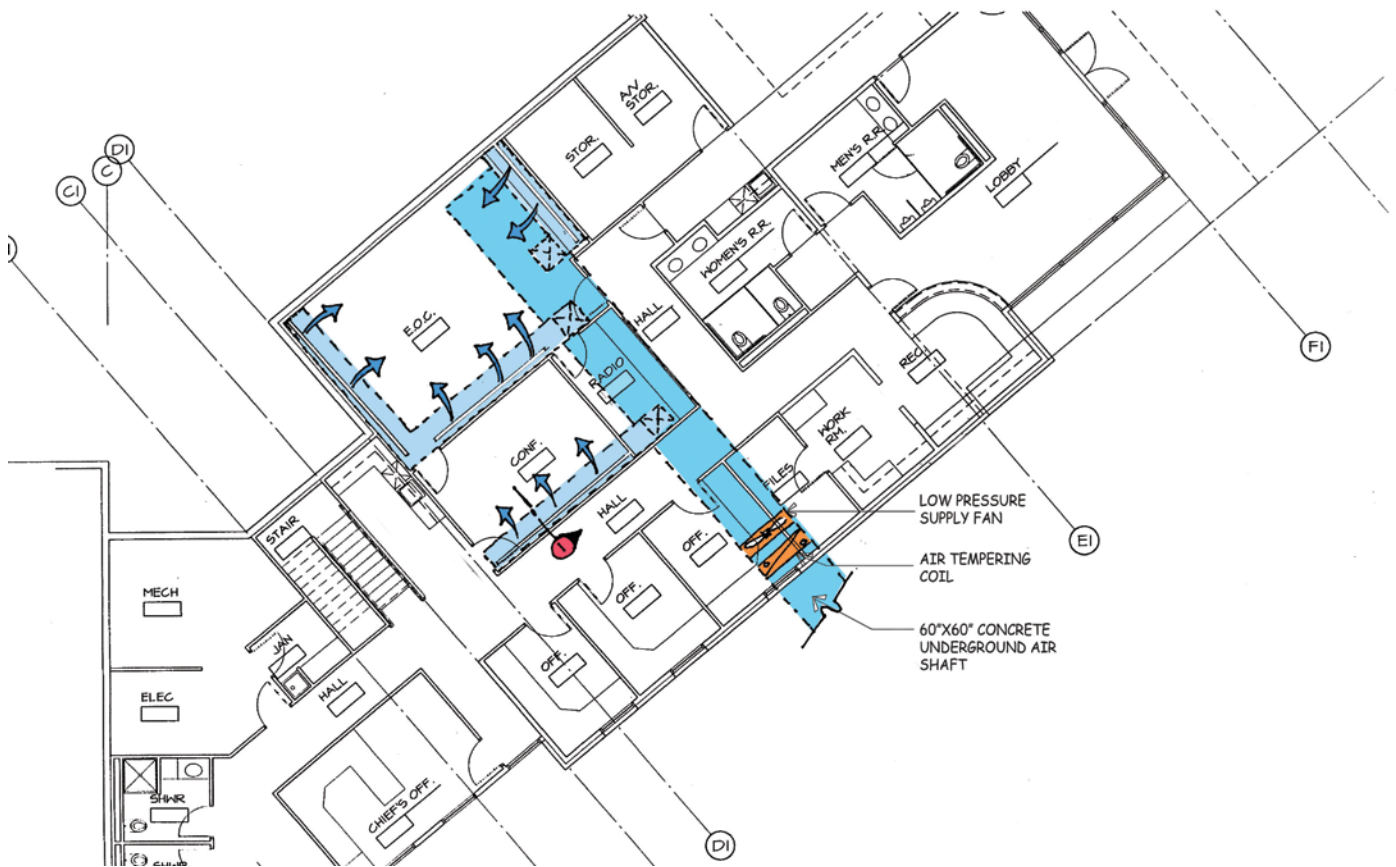 D1
C
C1
A/V
STOR.
STOR.
MEN'S R.R.
LOBBY
WOMEN'S R.R.
HALL
E.O.C.
RADIO
REC.
F1
WORK
RM.
CONF.
FILES
HALL
OFF.
LOW PRESSURE
SUPPLY FAN
E1
STAIR
1
AIR TEMPERING
COIL
MECH
OFF.
60"X60" CONCRETE
UNDERGROUND AIR
SHAFT
JAN
OFF.
ELEC
HALL
SHWR
CHIEF'S OFF.
D1
SHWR